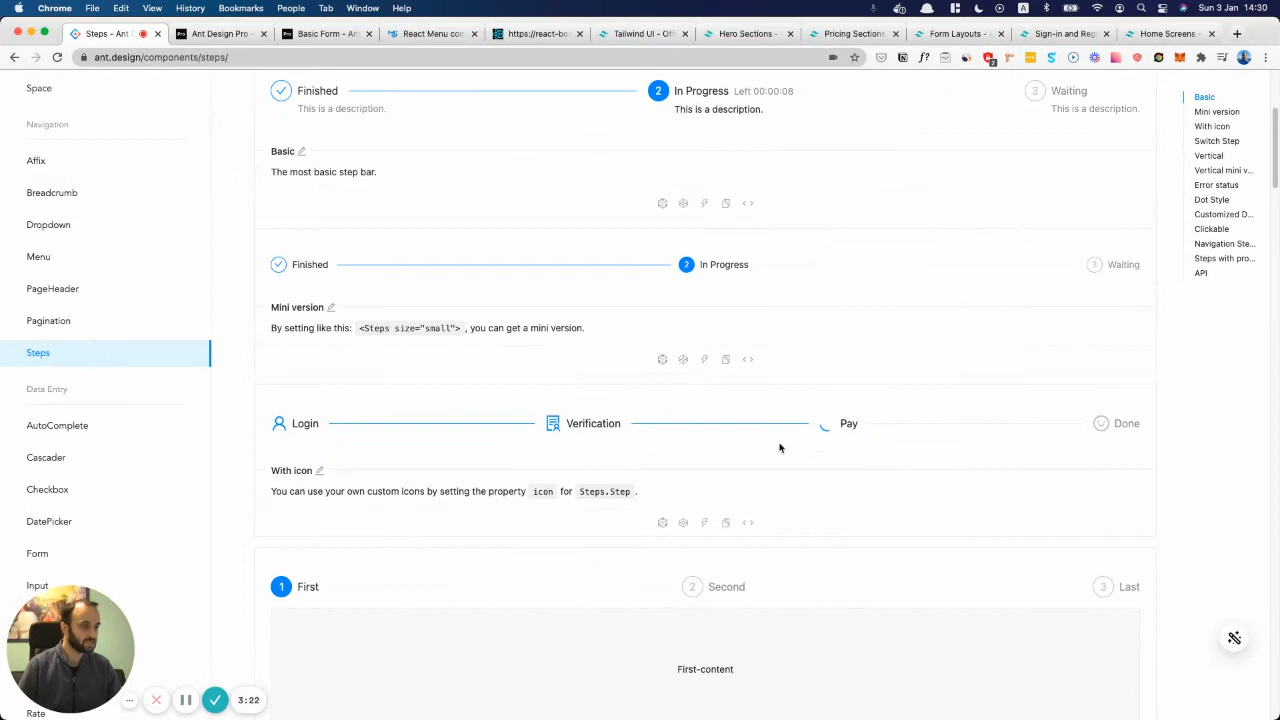 Chrome File Edit View History Bookmarks People Tab Window Help
Sun 3 Jan 14:30
Steps - Ant D
Ant Design Pro -
Basic Form - An
React Menu com
https://react-bo
Tailwind UI - Off
Hero Sections -
Pricing Sections
Form Layouts -
Sign-in and Reg
Home Screens
ant.design/components/steps/
Space
Navigation
Affix
Breadcrumb
Dropdown
Menu
PageHeader
Pagination
Steps
Data Entry
AutoComplete
Cascader
Checkbox
DatePicker
Form
Input
Rate
Finished
This is a description.
2 In Progress Left 00:00:08
This is a description.
3 Waiting
This is a description.
Basic
The most basic step bar.
Finished
2 In Progress
3 Waiting
Mini version
By setting like this: <Steps size="small"> , you can get a mini version.
Login
Verification
Pay
Done
With icon
You can use your own custom icons by setting the property icon for Steps.Step .
1 First
2 Second
3 Last
First-content
Basic
Mini version
With icon
Switch Step
Vertical
Vertical mini v...
Error status
Dot Style
Customized D...
Clickable
Navigation Ste...
Steps with pro...
API
3:22